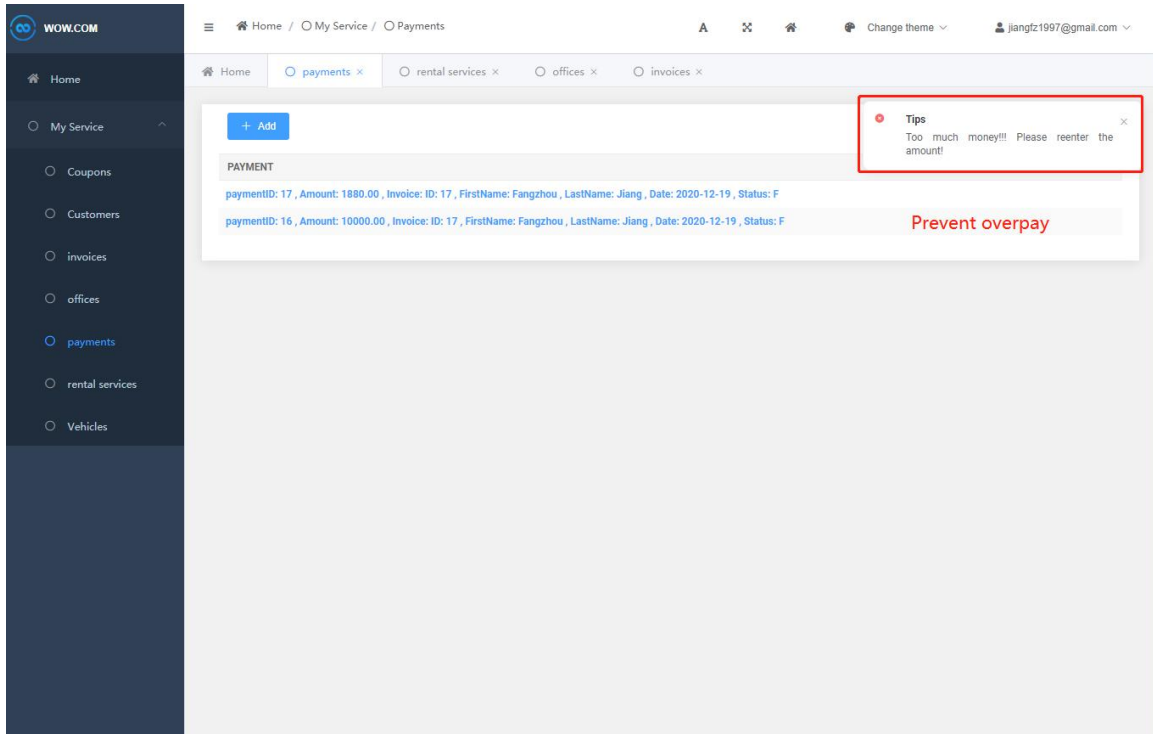 WOW.COM
Home / My Service / Payments
A
Change theme
jiangfz1997@gmail.com
Home
My Service
Coupons
Customers
invoices
offices
payments
rental services
Vehicles
Home payments × rental services × offices × invoices ×
+ Add
Tips ×
Too much money!!! Please reenter the
amount!
PAYMENT
paymentID: 17 , Amount: 1880.00 , Invoice: ID: 17 , FirstName: Fangzhou , LastName: Jiang , Date: 2020-12-19 , Status: F
paymentID: 16 , Amount: 10000.00 , Invoice: ID: 17 , FirstName: Fangzhou , LastName: Jiang , Date: 2020-12-19 , Status: F
Prevent overpay